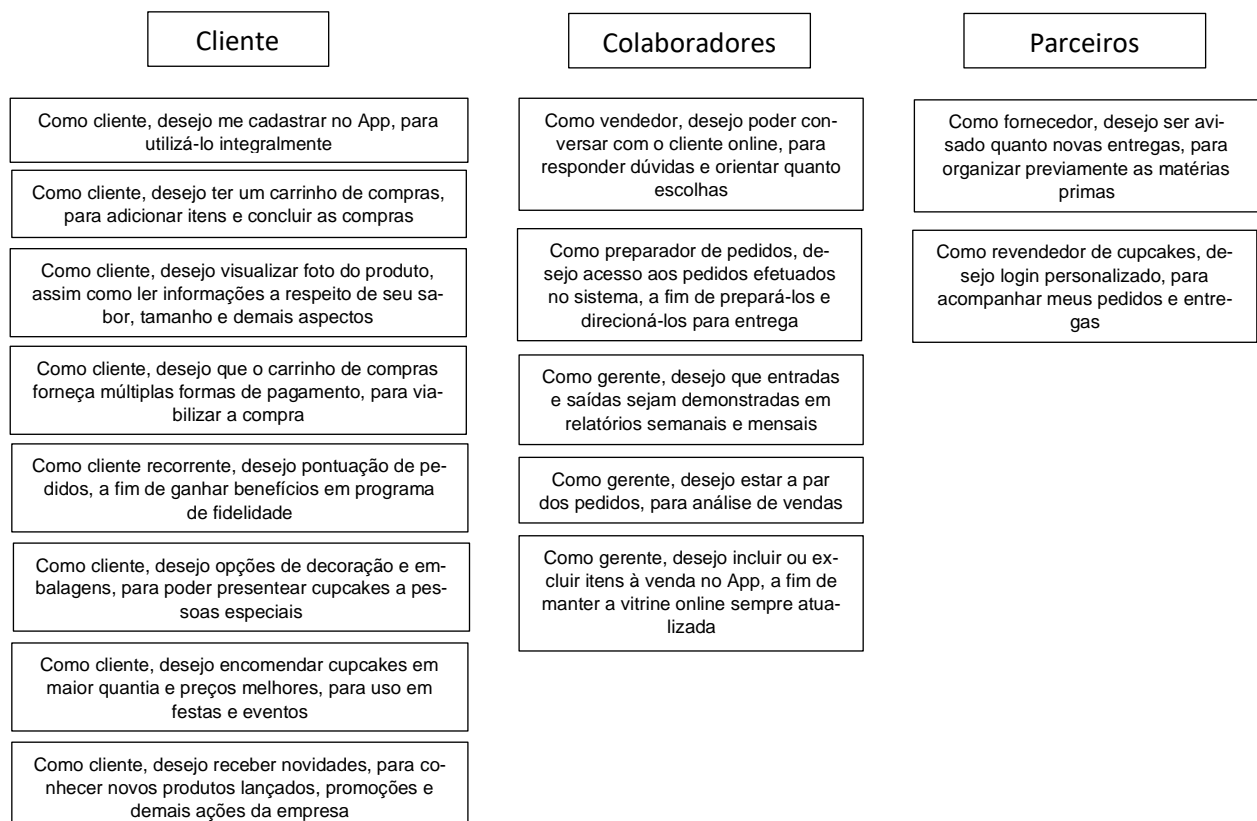 Cliente
Como cliente, desejo me cadastrar no App, para
utilizá-lo integralmente
Como cliente, desejo ter um carrinho de compras,
para adicionar itens e concluir as compras
Como cliente, desejo visualizar foto do produto,
assim como ler informações a respeito de seu sa-
bor, tamanho e demais aspectos
Como cliente, desejo que o carrinho de compras
forneça múltiplas formas de pagamento, para via-
bilizar a compra
Como cliente recorrente, desejo pontuação de pe-
didos, a fim de ganhar benefícios em programa
de fidelidade
Como cliente, desejo opções de decoração e em-
balagens, para poder presentear cupcakes a pes-
soas especiais
Como cliente, desejo encomendar cupcakes em
maior quantia e preços melhores, para uso em
festas e eventos
Como cliente, desejo receber novidades, para co-
nhecer novos produtos lançados, promoções e
demais ações da empresa
Colaboradores
Como vendedor, desejo poder con-
versar com o cliente online, para
responder dúvidas e orientar quanto
escolhas
Como preparador de pedidos, de-
sejo acesso aos pedidos efetuados
no sistema, a fim de prepará-los e
direcioná-los para entrega
Como gerente, desejo que entradas
e saídas sejam demonstradas em
relatórios semanais e mensais
Como gerente, desejo estar a par
dos pedidos, para análise de vendas
Como gerente, desejo incluir ou ex-
cluir itens à venda no App, a fim de
manter a vitrine online sempre atua-
lizada
Parceiros
Como fornecedor, desejo ser avi-
sado quanto novas entregas, para
organizar previamente as matérias
primas
Como revendedor de cupcakes, de-
sejo login personalizado, para
acompanhar meus pedidos e entre-
gas